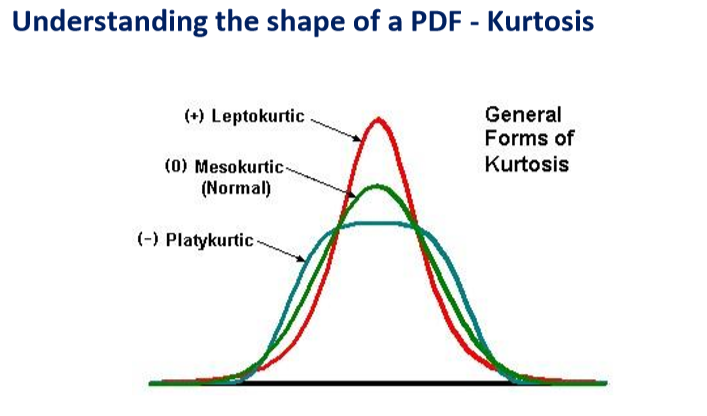 Understanding the shape of a PDF - Kurtosis
(+) Leptokurtic
General
Forms of
Kurtosis
(0) Mesokurtic
(Normal)
(-) Platykurtic